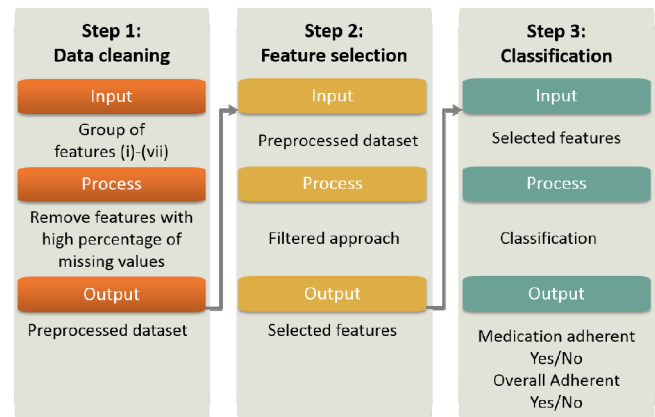 Step 1:
Data cleaning
Input
Group of
features (i)-(vii)
Process
Remove features with
high percentage of
missing values
Output
Preprocessed dataset
Step 2:
Feature selection
Input
Preprocessed dataset
Process
Filtered approach
Output
Selected features
Step 3:
Classification
Input
Selected features
Process
Classification
Output
Medication adherent
Yes/No
Overall Adherent
Yes/No